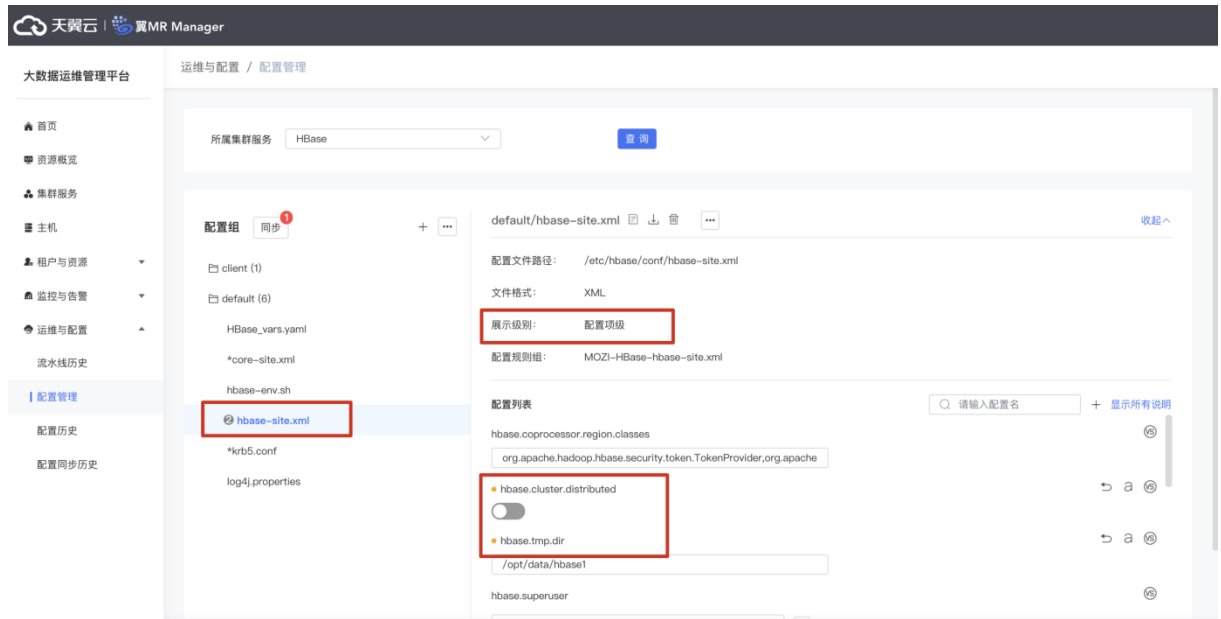 天翼云 翼MR Manager
大数据运维管理平台
运维与配置 / 配置管理
首页
资源概览
集群服务
主机
租户与资源
监控与告警
运维与配置
流水线历史
配置管理
配置历史
配置同步历史
所属集群服务 HBase 查 询
配置组 同步 1
client (1)
default (6)
HBase_vars.yaml
*core-site.xml
hbase-env.sh
2 hbase-site.xml
*krb5.conf
log4j.properties
default/hbase-site.xml 收起
配置文件路径: /etc/hbase/conf/hbase-site.xml
文件格式: XML
展示级别: 配置项级
配置规则组: MOZI-HBase-hbase-site.xml
配置列表 请输入配置名 + 显示所有说明
hbase.coprocessor.region.classes VS
org.apache.hadoop.hbase.security.token.TokenProvider,org.apache
hbase.cluster.distributed a VS
hbase.tmp.dir a VS
/opt/data/hbase1
hbase.superuser VS